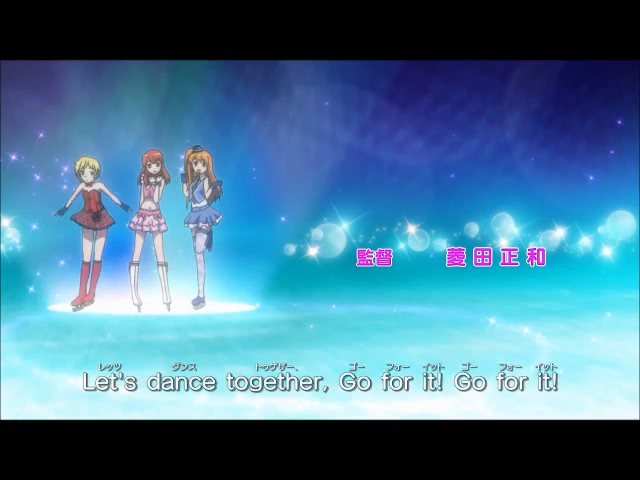 監督 菱田正和
レッツ ダンス トゥゲザー、 ゴー フォー イット ゴー フォー イット
Let's dance together, Go for it! Go for it!